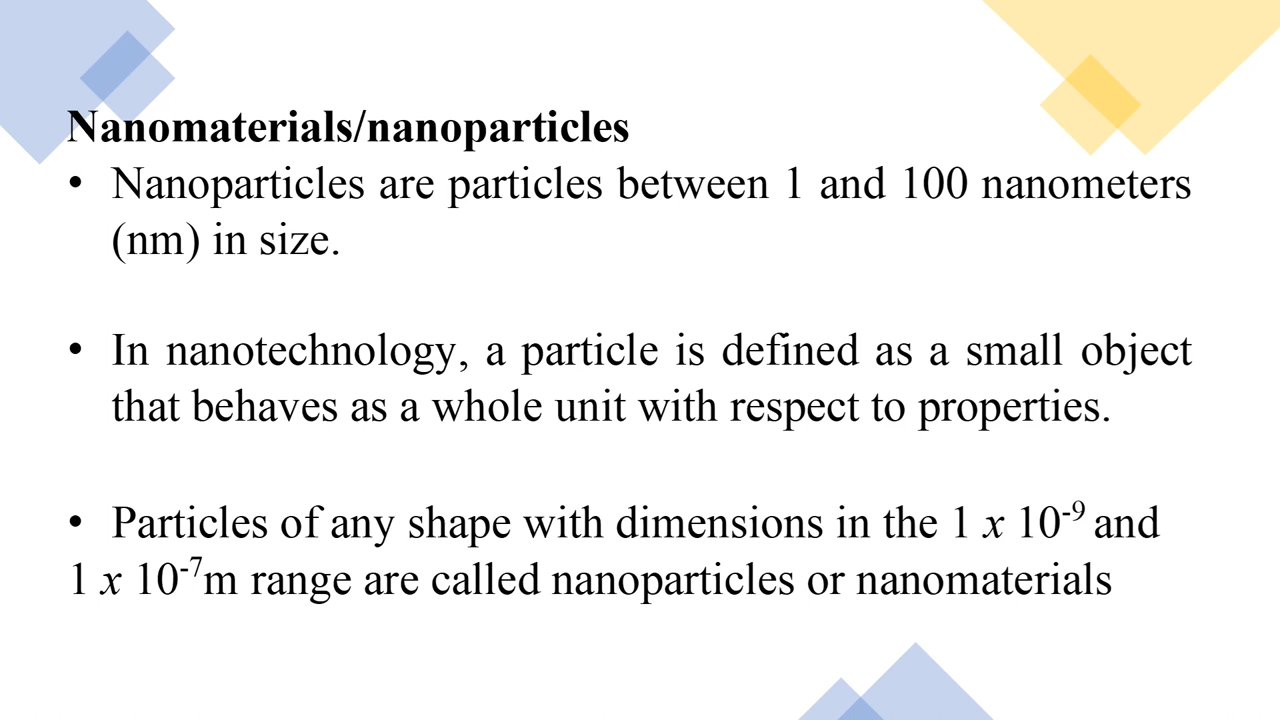 Nanomaterials/nanoparticles
• Nanoparticles are particles between 1 and 100 nanometers
(nm) in size.
• In nanotechnology, a particle is defined as a small object
that behaves as a whole unit with respect to properties.
• Particles of any shape with dimensions in the 1 x 10⁻⁹ and
1 x 10⁻⁷m range are called nanoparticles or nanomaterials